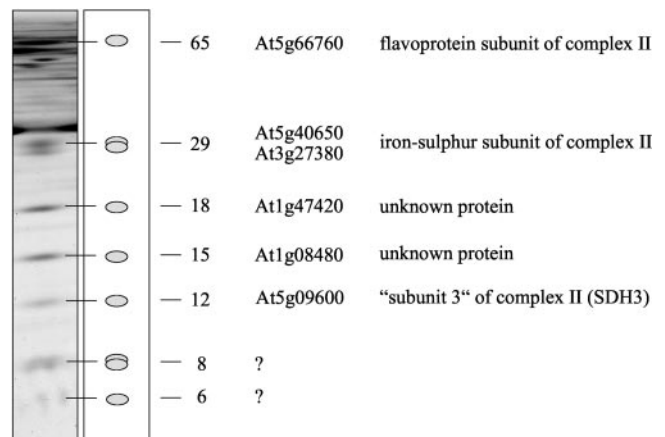 65 At5g66760 flavoprotein subunit of complex II
At5g40650
29 iron-sulphur subunit of complex II
At3g27380
18 At1g47420 unknown protein
15 At1g08480 unknown protein
12 At5g09600 “subunit 3“ of complex II (SDH3)
8 ?
6 ?